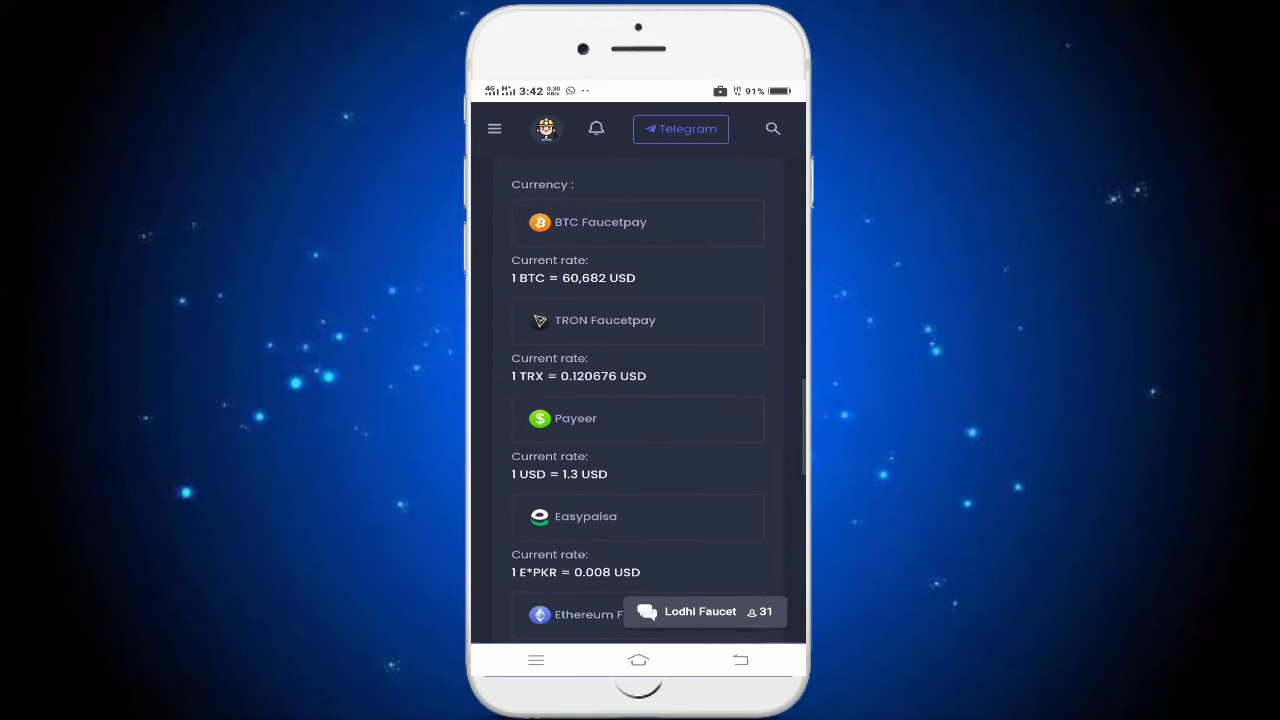 3:42
91%
Telegram
Currency :
BTC Faucetpay
Current rate:
1 BTC = 60,682 USD
TRON Faucetpay
Current rate:
1 TRX = 0.120676 USD
Payeer
Current rate:
1 USD = 1.3 USD
Easypaisa
Current rate:
1 E*PKR = 0.008 USD
Ethereum F
Lodhi Faucet 31